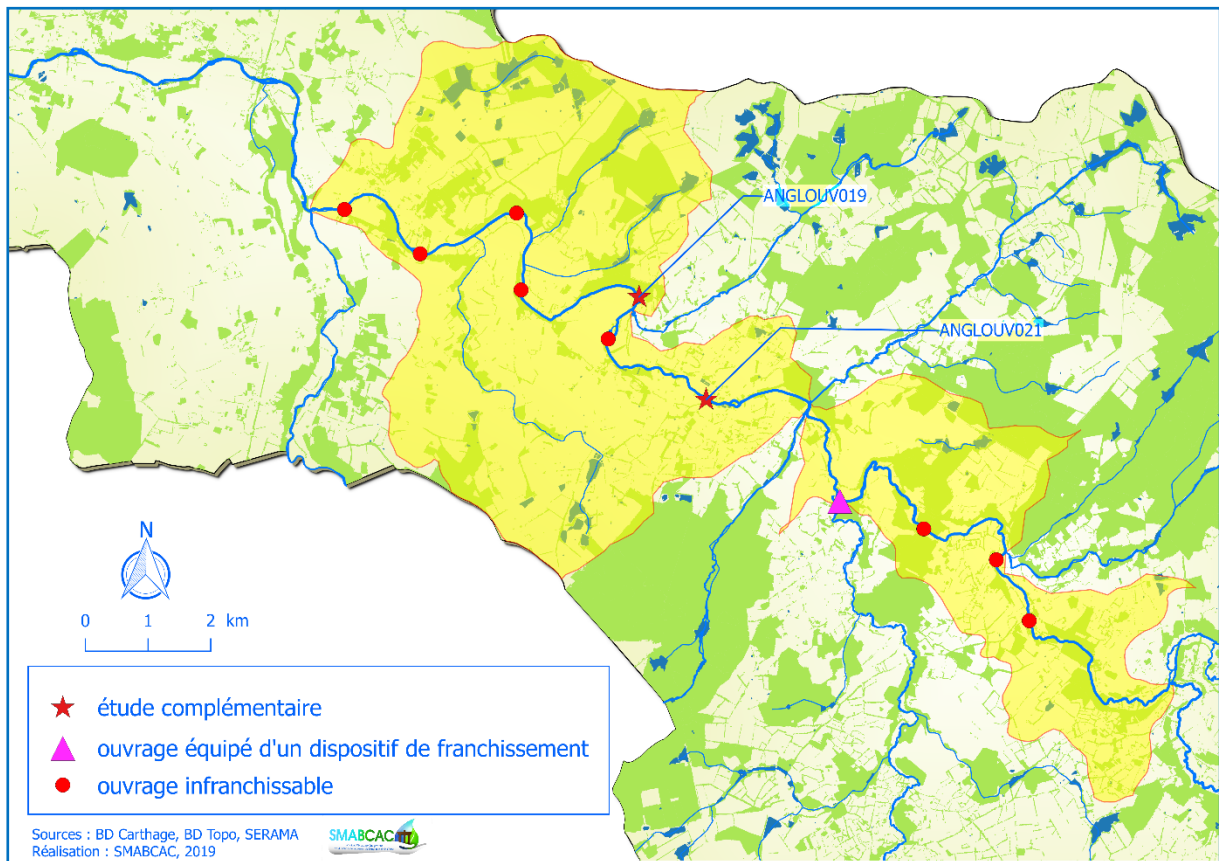 ANGLOUV019
ANGLOUV021
N
0 1 2 km
étude complémentaire
ouvrage équipé d'un dispositif de franchissement
ouvrage infranchissable
Sources : BD Carthage, BD Topo, SERAMA
Réalisation : SMABCAC, 2019
SMABCAC